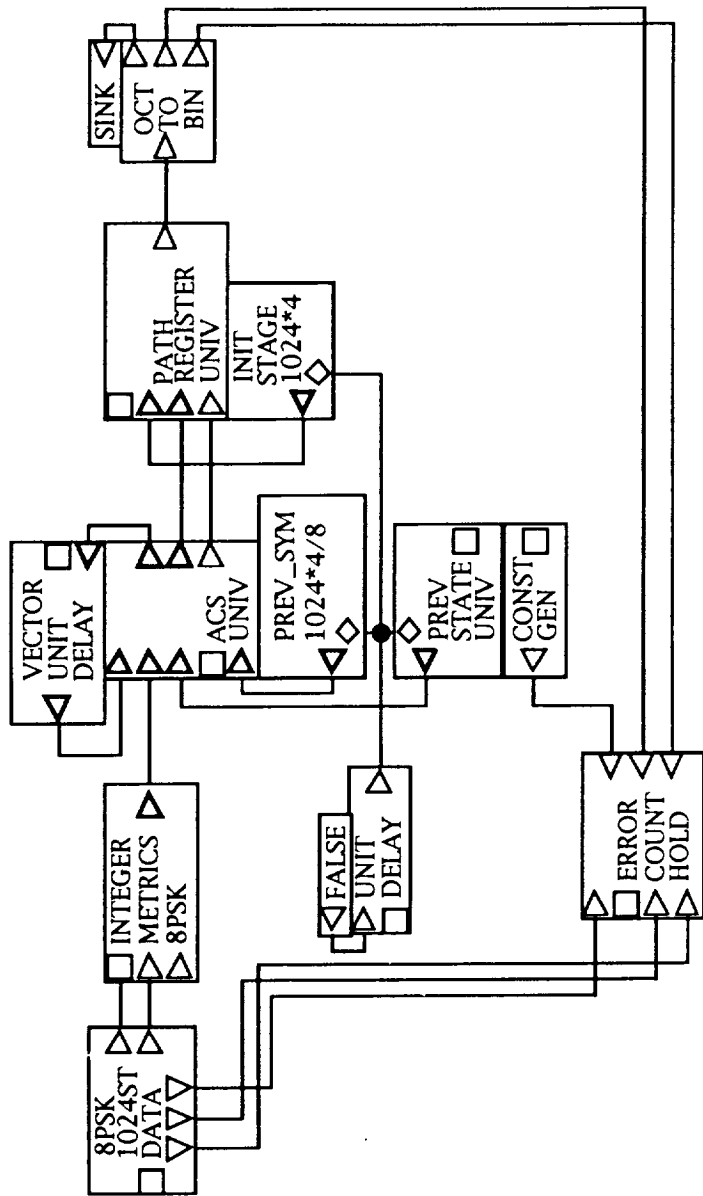 8PSK
1024ST
DATA
INTEGER
METRICS
8PSK
VECTOR
UNIT
DELAY
ACS
UNIV
PREV_SYM
1024*4/8
PATH
REGISTER
UNIV
INIT
STAGE
1024*4
SINK
OCT
TO
BIN
FALSE
UNIT
DELAY
PREV
STATE
UNIV
CONST
GEN
ERROR
COUNT
HOLD